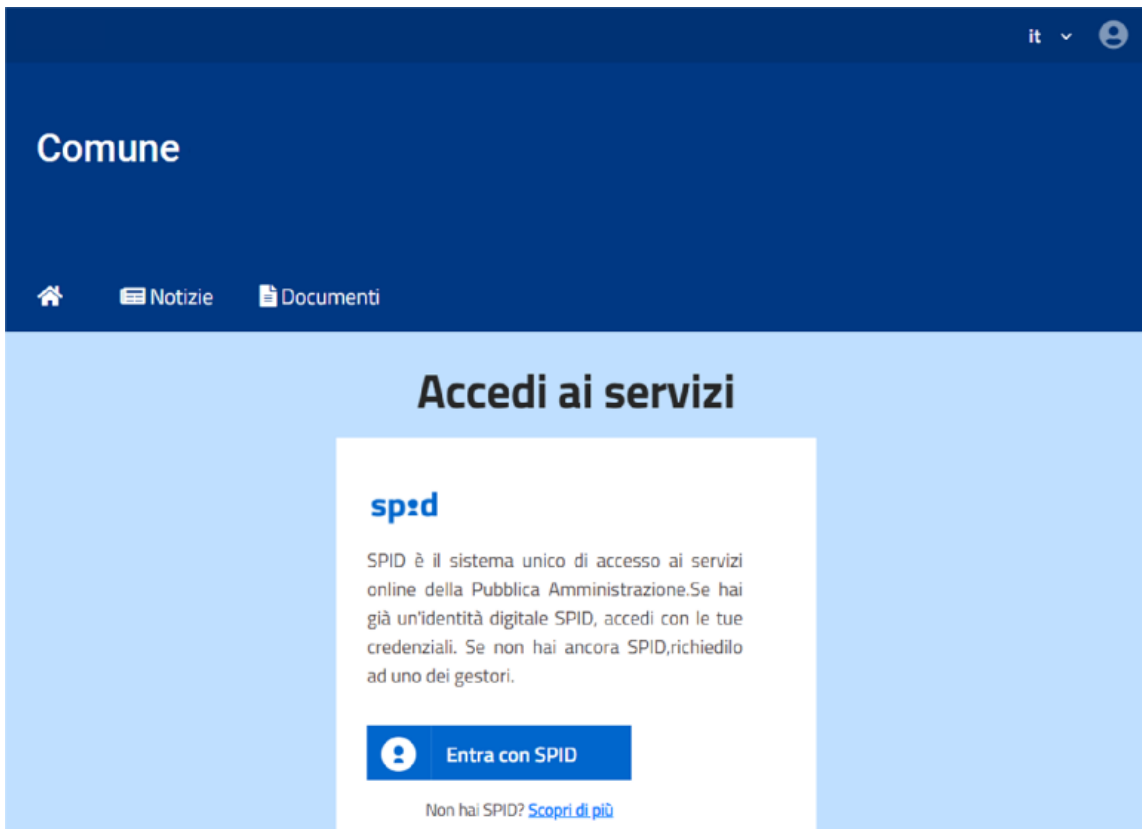 it
Comune
Notizie Documenti
Accedi ai servizi
spid
SPID è il sistema unico di accesso ai servizi
online della Pubblica Amministrazione.Se hai
già un'identità digitale SPID, accedi con le tue
credenziali. Se non hai ancora SPID,richiedilo
ad uno dei gestori.
Entra con SPID
Non hai SPID? Scopri di più